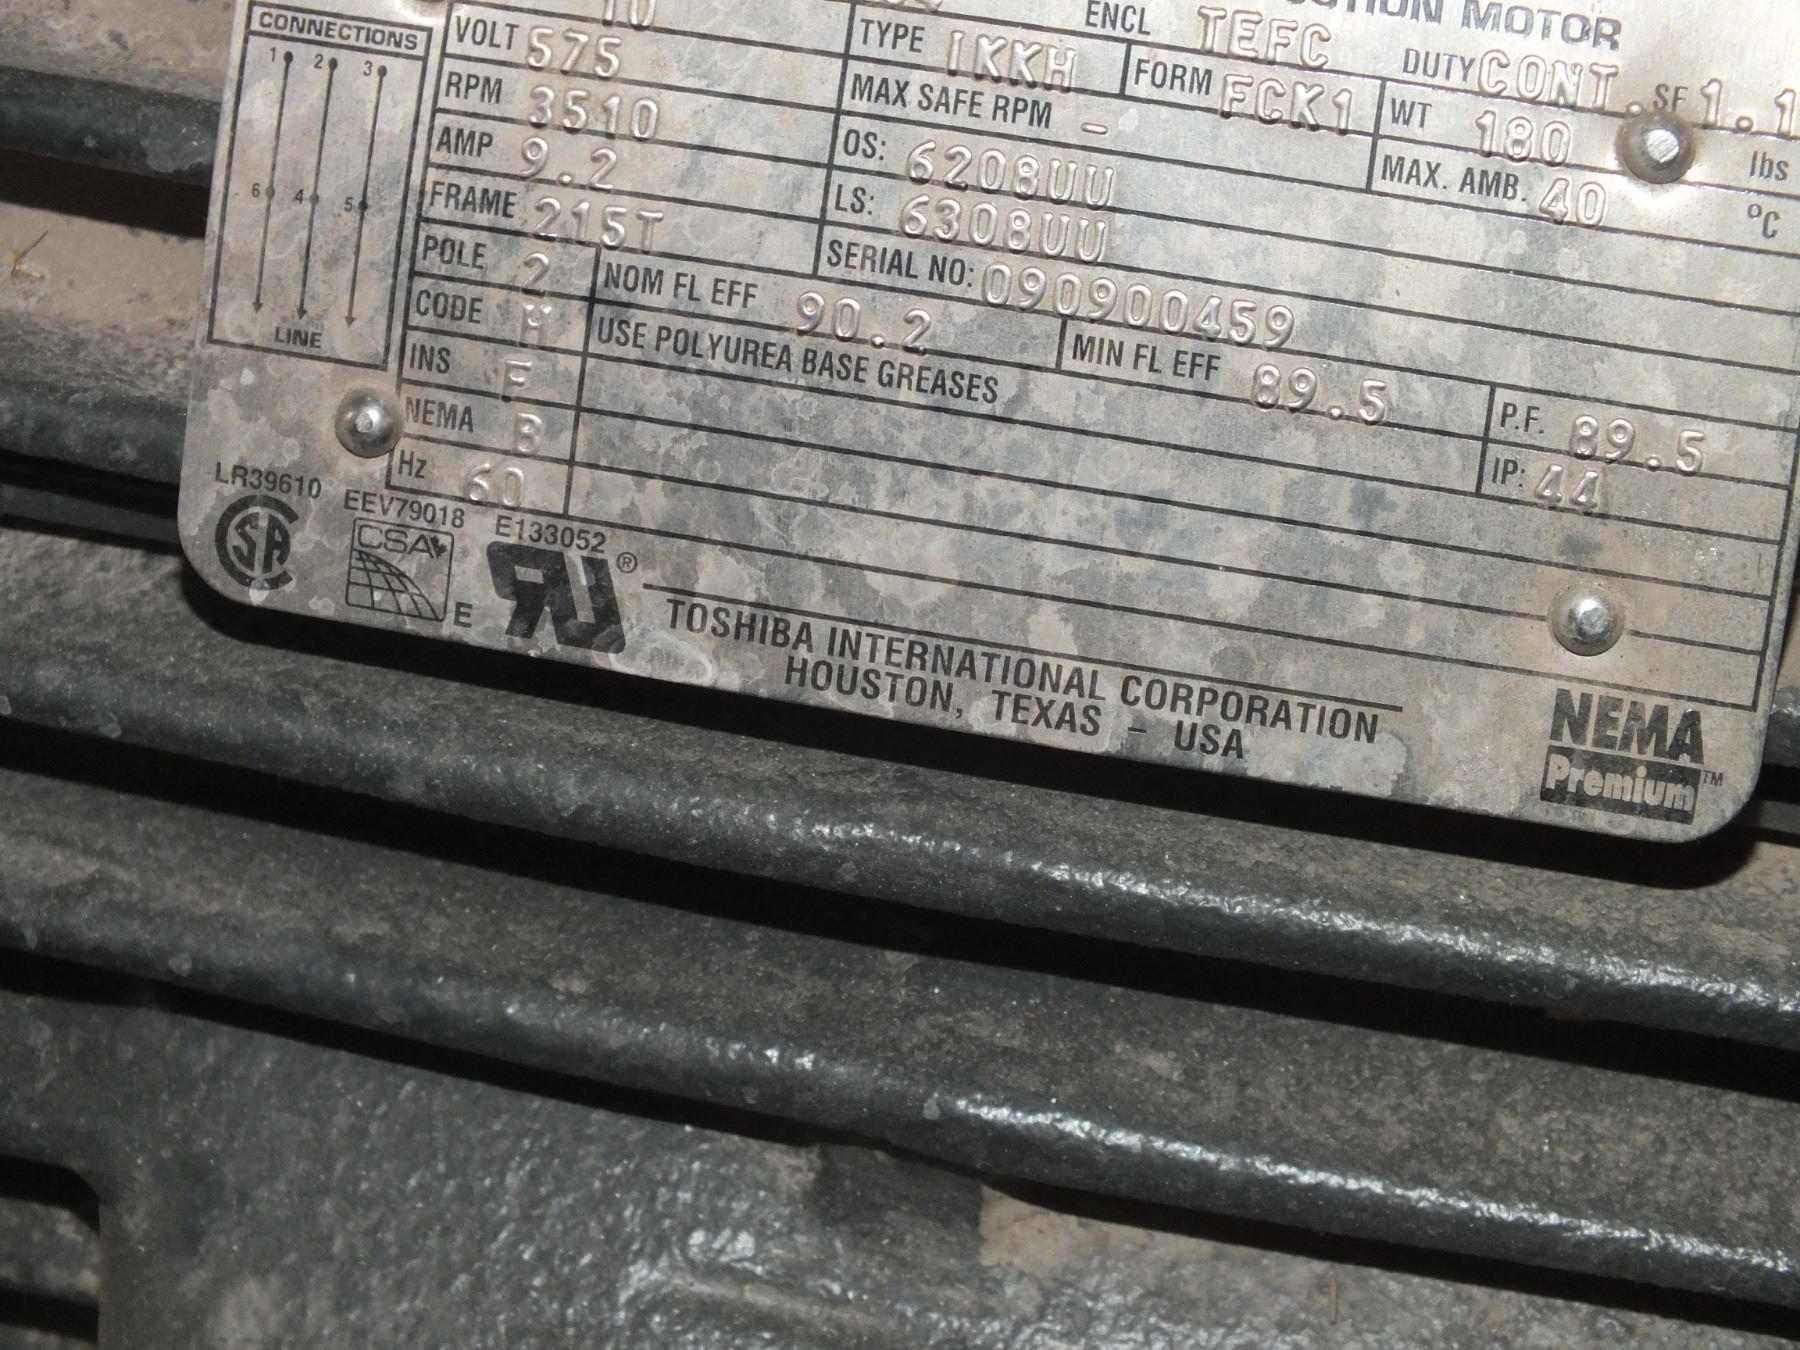 MOTOR
10
ENCL TEFC
DUTY CONT. SF 1.1
CONNECTIONS
1 2 3
6 4 5
LINE
VOLT 575
TYPE IKKH
FORM FCK1
WT 180 lbs
RPM 3510
MAX SAFE RPM -
MAX. AMB. 40 °C
AMP 9.2
OS: 6208UU
FRAME 215T
LS: 6308UU
POLE 2
SERIAL NO: 090900459
CODE H
NOM FL EFF 90.2
MIN FL EFF 89.5
P.F. 89.5
INS F
USE POLYUREA BASE GREASES
IP: 44
NEMA B
Hz 60
LR39610
EEV79018
E133052
CSA
E
®
TOSHIBA INTERNATIONAL CORPORATION
HOUSTON, TEXAS - USA
NEMA
Premium™